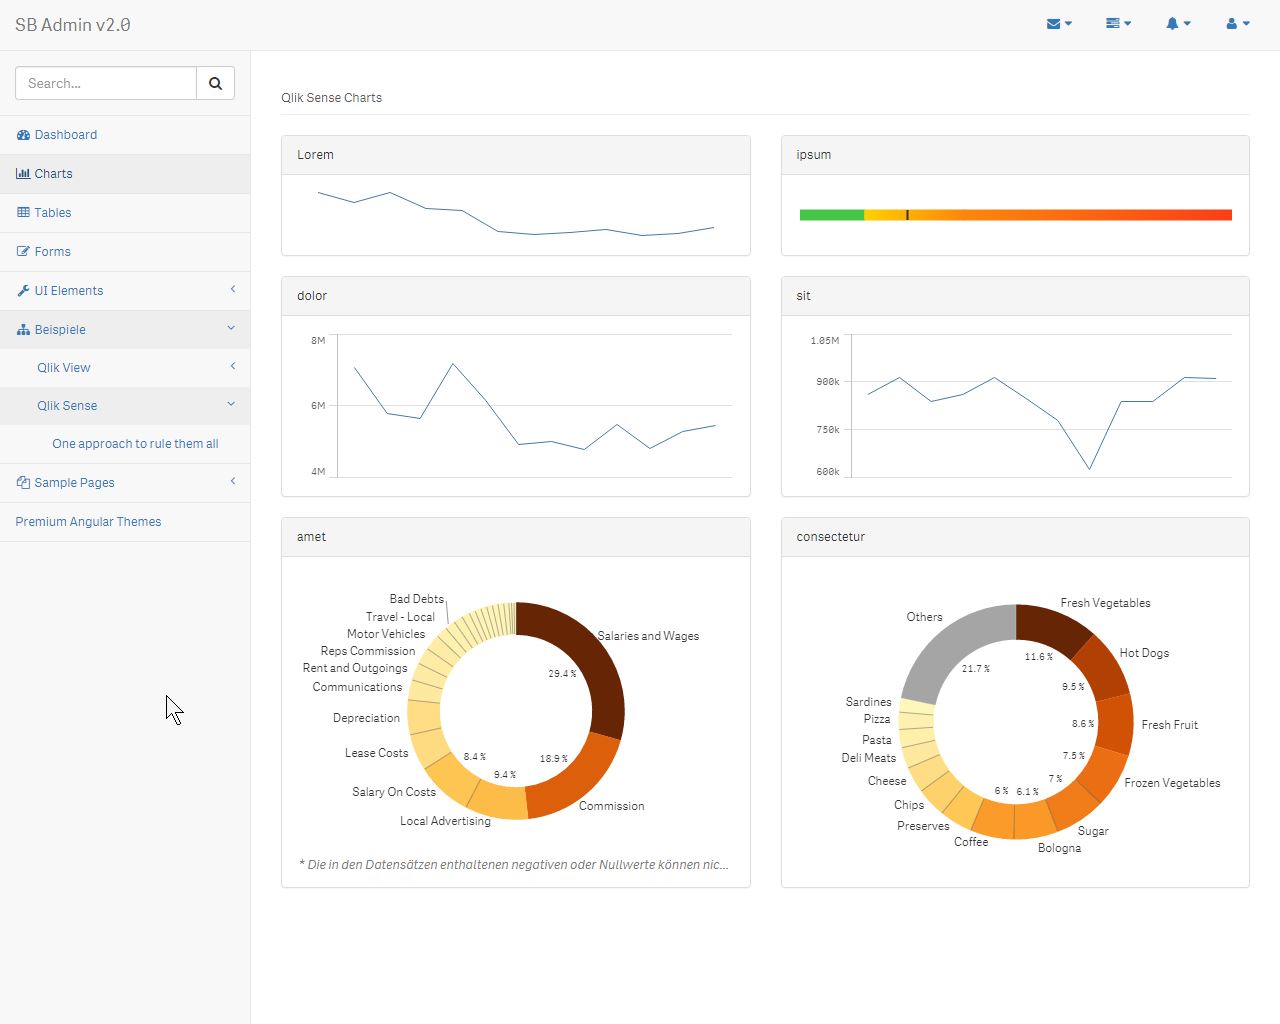 SB Admin v2.0
Search...
Dashboard
Charts
Tables
Forms
UI Elements
Beispiele
Qlik View
Qlik Sense
One approach to rule them all
Sample Pages
Premium Angular Themes
Qlik Sense Charts
Lorem
ipsum
dolor
8M
6M
4M
sit
1.05M
900k
750k
600k
amet
Bad Debts
Travel - Local
Motor Vehicles
Reps Commission
Rent and Outgoings
Communications
Depreciation
Lease Costs
Salary On Costs
Local Advertising
Commission
Salaries and Wages
29.4 %
18.9 %
9.4 %
8.4 %
* Die in den Datensätzen enthaltenen negativen oder Nullwerte können nic...
consectetur
Fresh Vegetables
Hot Dogs
Fresh Fruit
Frozen Vegetables
Sugar
Bologna
Coffee
Preserves
Chips
Cheese
Deli Meats
Pasta
Pizza
Sardines
Others
11.6 %
9.5 %
8.6 %
7.5 %
7 %
6.1 %
6 %
21.7 %